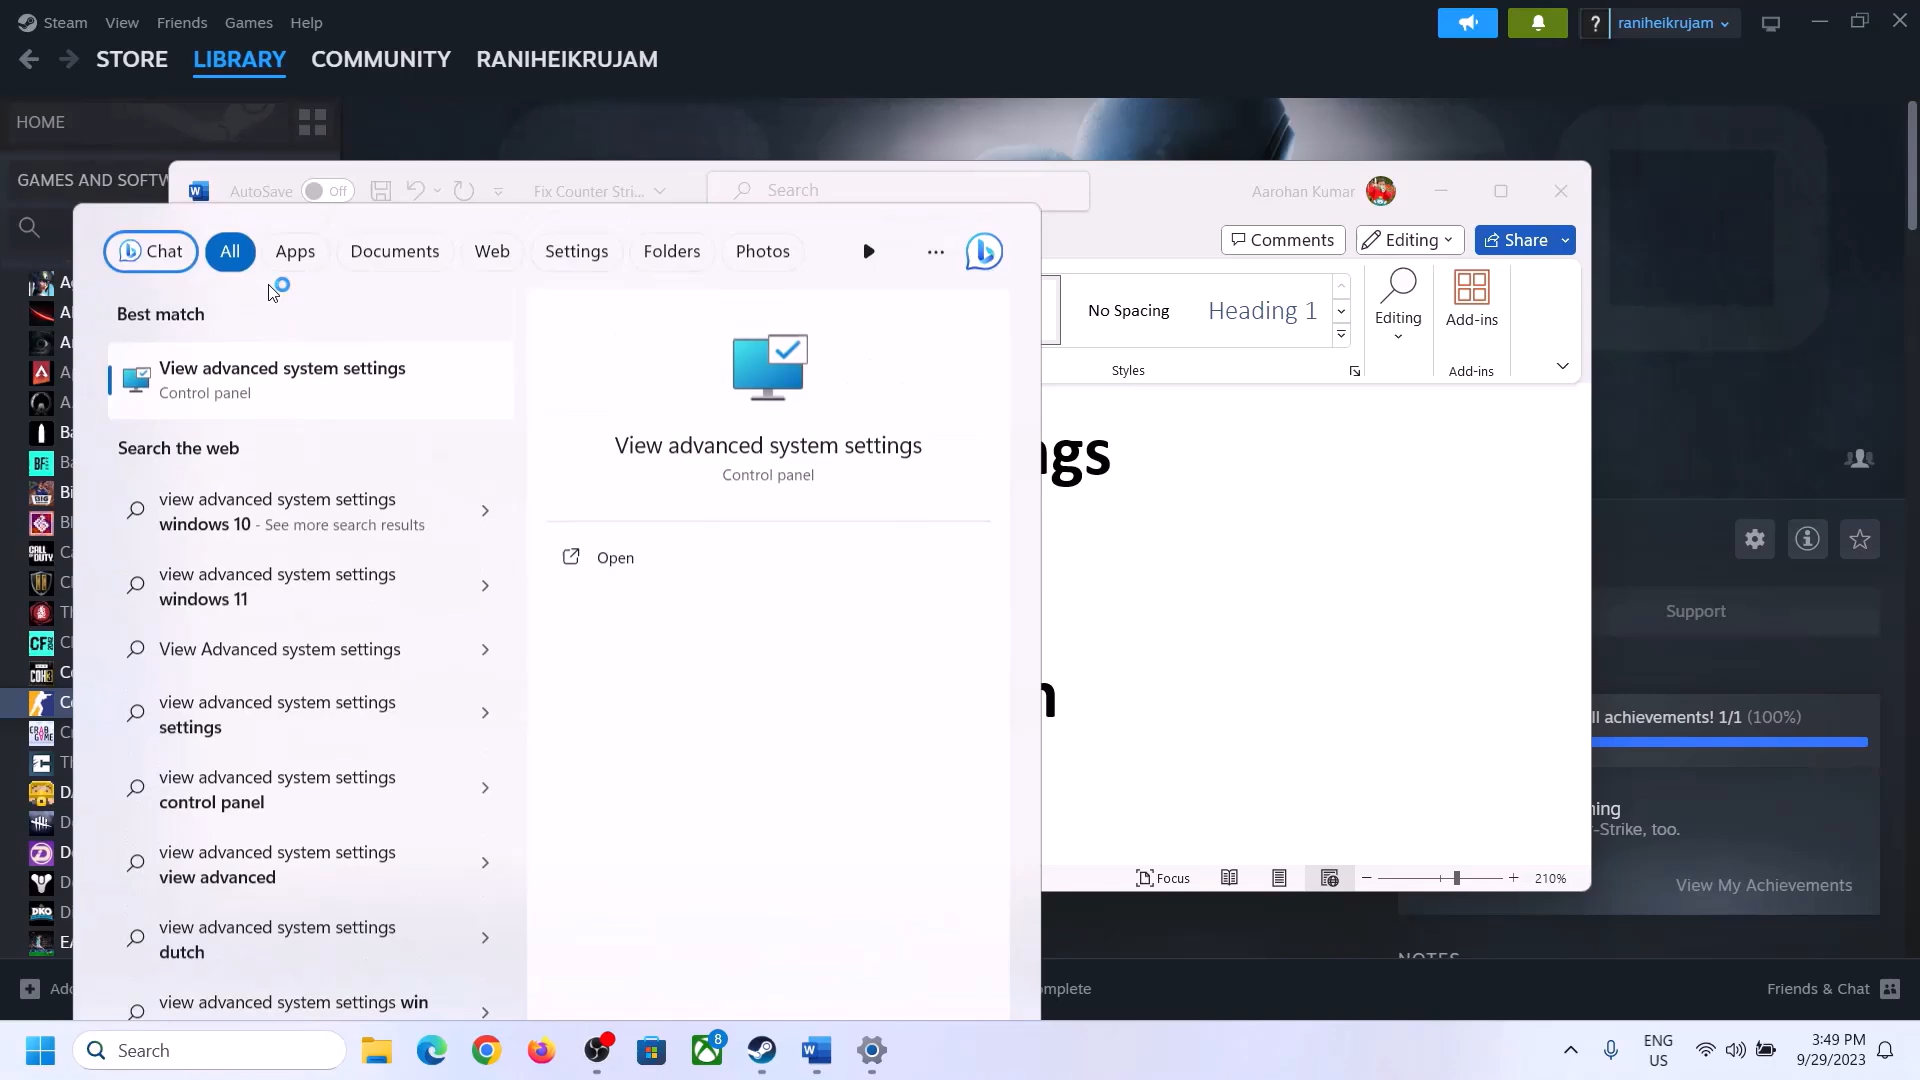 Steam View Friends Games Help
? raniheikrujam
STORE LIBRARY COMMUNITY RANIHEIKRUJAM
HOME
GAMES AND SOFTW
AutoSave Off Fix Counter Stri... Search Aarohan Kumar
Comments Editing Share
Chat All Apps Documents Web Settings Folders Photos
No Spacing Heading 1
Editing
Add-ins
Styles
Add-ins
Best match
View advanced system settings
Control panel
View advanced system settings
Control panel
Open
Search the web
view advanced system settings
windows 10 - See more search results
view advanced system settings
windows 11
View Advanced system settings
view advanced system settings
settings
view advanced system settings
control panel
view advanced system settings
view advanced
view advanced system settings
dutch
view advanced system settings win
ngs
n
Support
ll achievements! 1/1 (100%)
ning
-Strike, too.
View My Achievements
Focus 210%
Add
mplete
Friends & Chat
Search
8
ENG
US
3:49 PM
9/29/2023